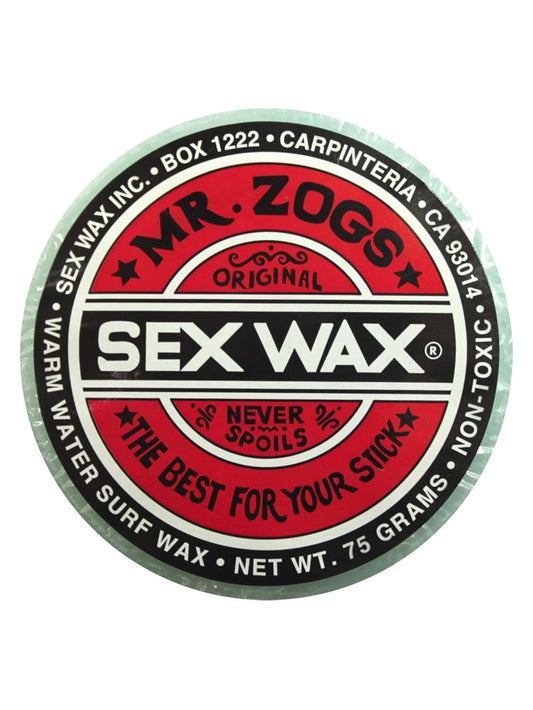 SEX WAX INC. • BOX 1222 • CARPINTERIA • CA 93014 • NON-TOXIC •
WARM WATER SURF WAX • NET WT. 75 GRAMS •
MR. ZOGS
ORIGINAL
SEX WAX®
NEVER
SPOILS
THE BEST FOR YOUR STICK